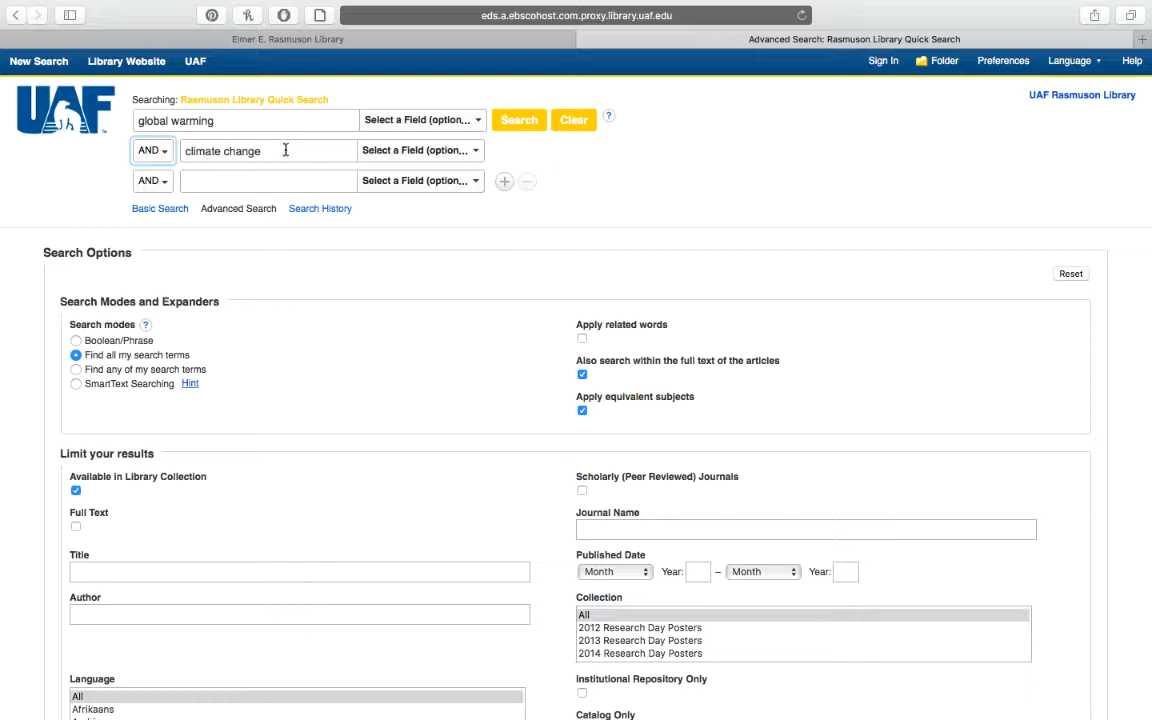 eds.a.ebscohost.com.proxy.library.uaf.edu
Elmer E. Rasmuson Library
Advanced Search: Rasmuson Library Quick Search
New Search Library Website UAF Sign In Folder Preferences Language Help
UAF
UAF Rasmuson Library
Searching: Rasmuson Library Quick Search
global warming Select a Field (option... Search Clear ?
AND climate change Select a Field (option...
AND Select a Field (option...
Basic Search Advanced Search Search History
Search Options
Reset
Search Modes and Expanders
Search modes ?
Boolean/Phrase
Find all my search terms
Find any of my search terms
SmartText Searching Hint
Apply related words
Also search within the full text of the articles
Apply equivalent subjects
Limit your results
Available in Library Collection
Full Text
Title
Author
Language
All
Afrikaans
Scholarly (Peer Reviewed) Journals
Journal Name
Published Date
Month Year: – Month Year:
Collection
All
2012 Research Day Posters
2013 Research Day Posters
2014 Research Day Posters
Institutional Repository Only
Catalog Only